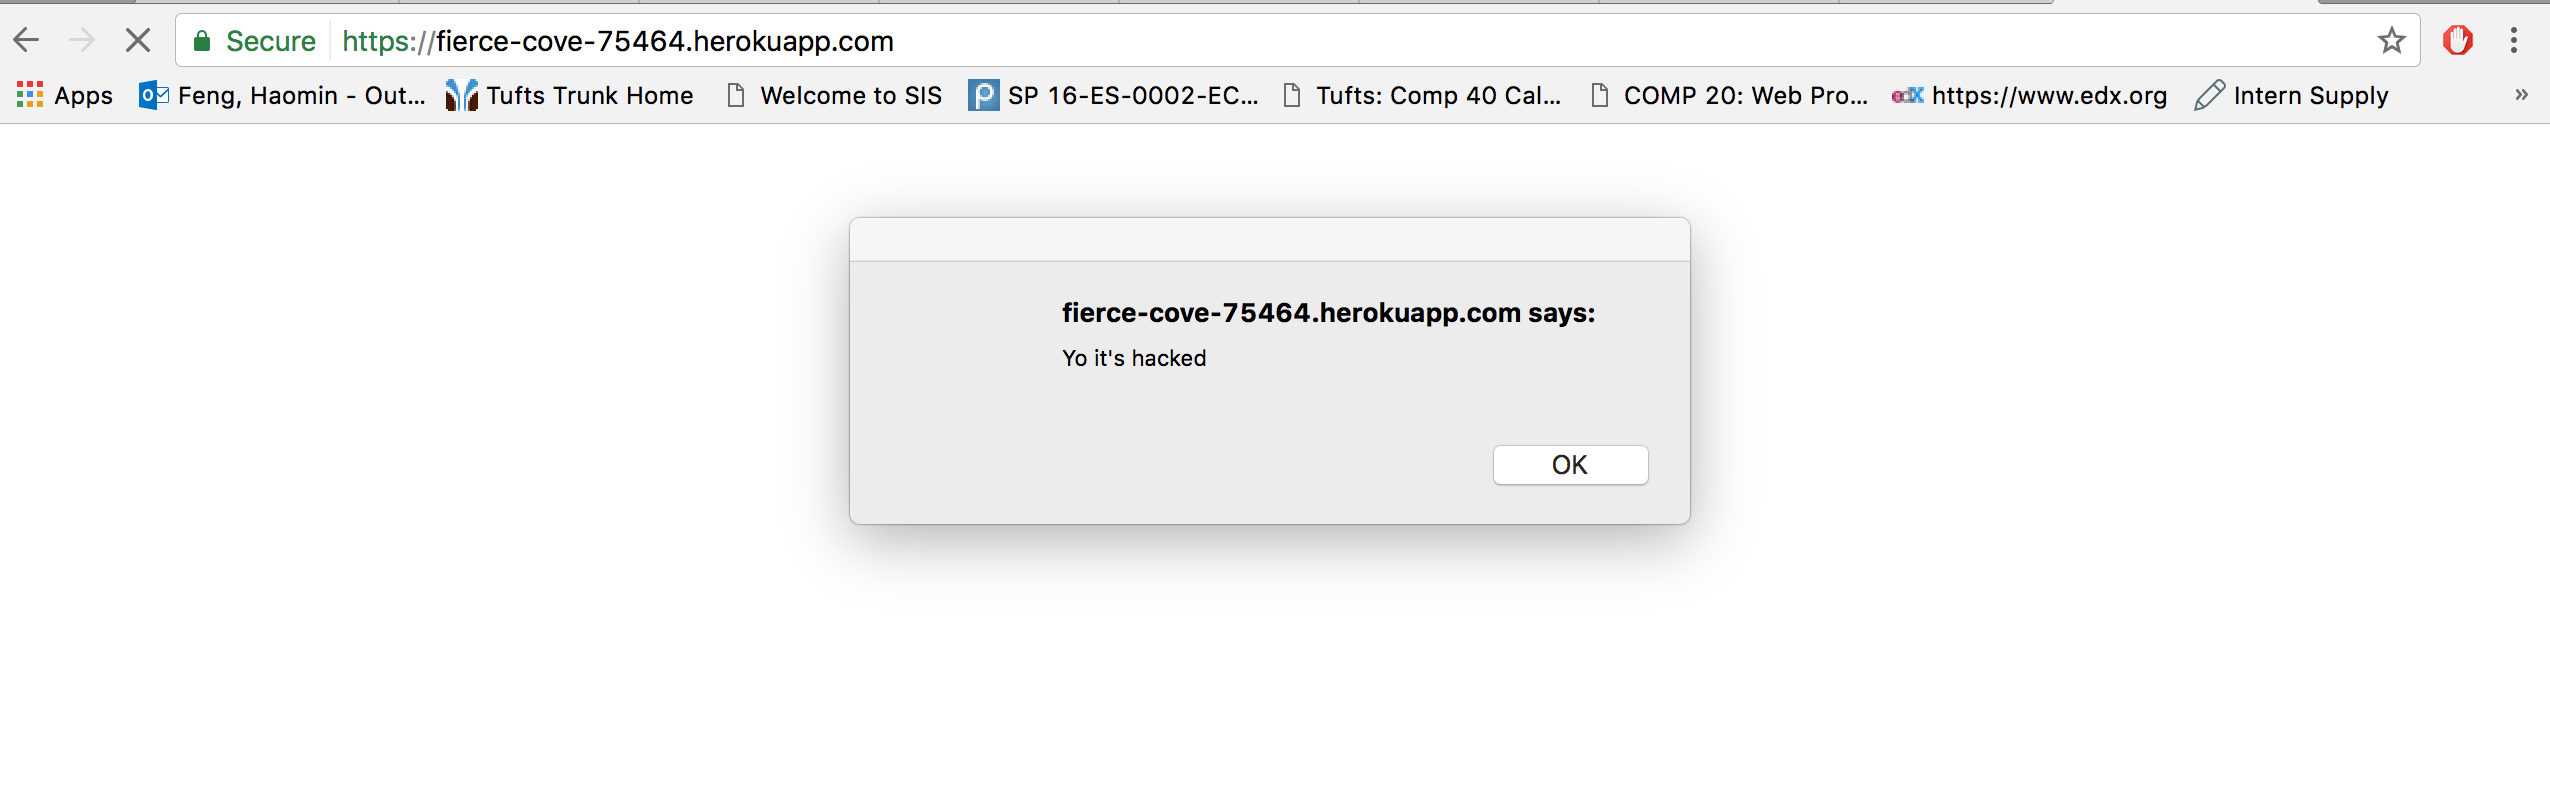 Secure https://fierce-cove-75464.herokuapp.com
Apps Feng, Haomin - Out... Tufts Trunk Home Welcome to SIS SP 16-ES-0002-EC... Tufts: Comp 40 Cal... COMP 20: Web Pro... edX https://www.edx.org Intern Supply »
fierce-cove-75464.herokuapp.com says:
Yo it's hacked
OK